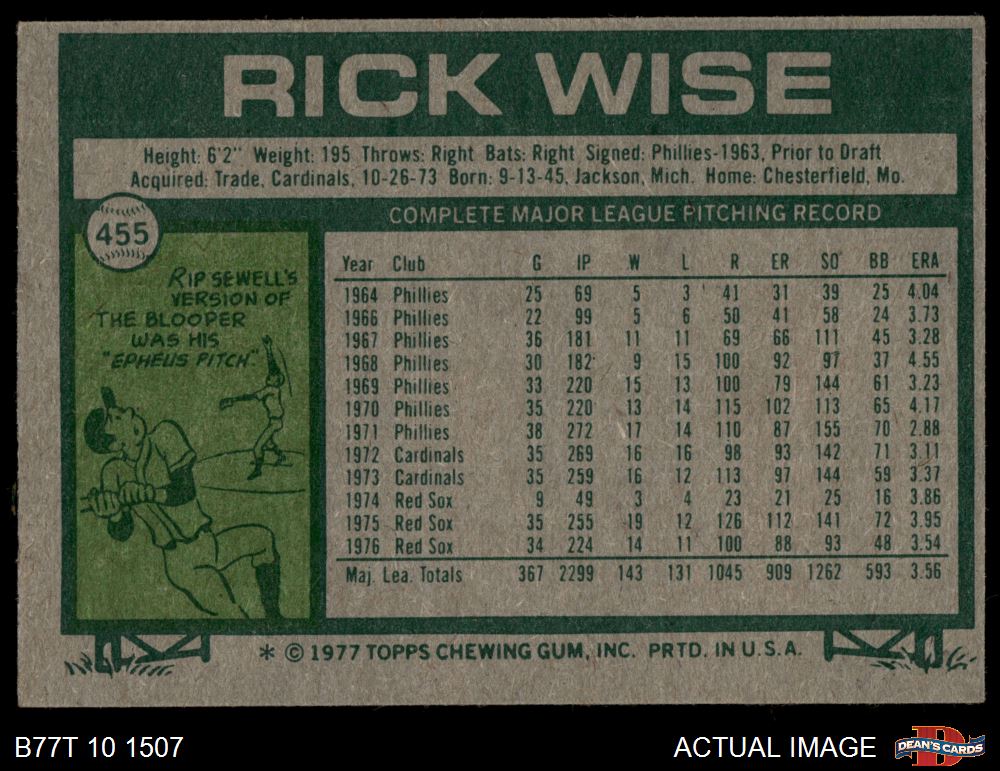 RICK WISE
Height: 6'2" Weight: 195 Throws: Right Bats: Right Signed: Phillies-1963, Prior to Draft
Acquired: Trade, Cardinals, 10-26-73 Born: 9-13-45, Jackson, Mich. Home: Chesterfield, Mo.
455
RIP SEWELL'S
VERSION OF
THE BLOOPER
WAS HIS
"EPHEUS PITCH"
COMPLETE MAJOR LEAGUE PITCHING RECORD
Year Club G IP W L R ER SO BB ERA
1964 Phillies 25 69 5 3 41 31 39 25 4.04
1966 Phillies 22 99 5 6 50 41 58 24 3.73
1967 Phillies 36 181 11 11 69 66 111 45 3.28
1968 Phillies 30 182 9 15 100 92 97 37 4.55
1969 Phillies 33 220 15 13 100 79 144 61 3.23
1970 Phillies 35 220 13 14 115 102 113 65 4.17
1971 Phillies 38 272 17 14 110 87 155 70 2.88
1972 Cardinals 35 269 16 16 98 93 142 71 3.11
1973 Cardinals 35 259 16 12 113 97 144 59 3.37
1974 Red Sox 9 49 3 4 23 21 25 16 3.86
1975 Red Sox 35 255 19 12 126 112 141 72 3.95
1976 Red Sox 34 224 14 11 100 88 93 48 3.54
Maj. Lea. Totals 367 2299 143 131 1045 909 1262 593 3.56
* © 1977 TOPPS CHEWING GUM, INC. PRTD. IN U.S.A.
B77T 10 1507
ACTUAL IMAGE
D
DEAN'S CARDS